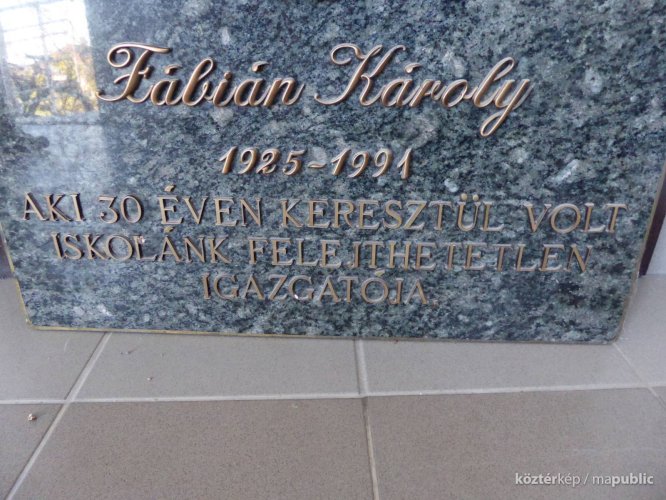 Fábián Károly
1925-1991
AKI 30 ÉVEN KERESZTÜL VOLT
ISKOLÁNK FELEJTHETETLEN
IGAZGATÓJA.
köztérkép / mapublic